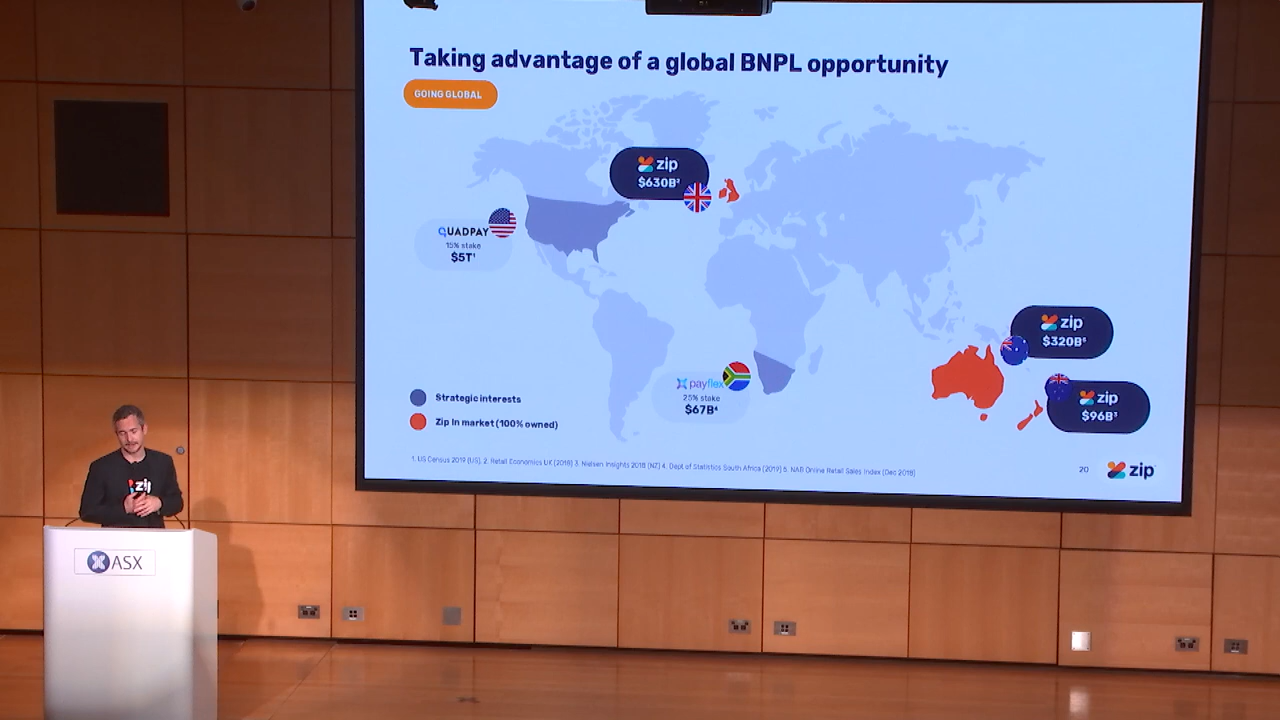 Taking advantage of a global BNPL opportunity
GOING GLOBAL
zip
$630B²
QUADPAY
15% stake
$5T¹
zip
$320B⁵
payflex
25% stake
$67B⁴
zip
$96B³
Strategic interests
Zip in market (100% owned)
1. US Census 2019 (US), 2. Retail Economics UK (2018) 3. Nielsen Insights 2018 (NZ) 4. Dept of Statistics South Africa (2019) 5. NAB Online Retail Sales Index (Dec 2018)
20
zip
zip
ASX